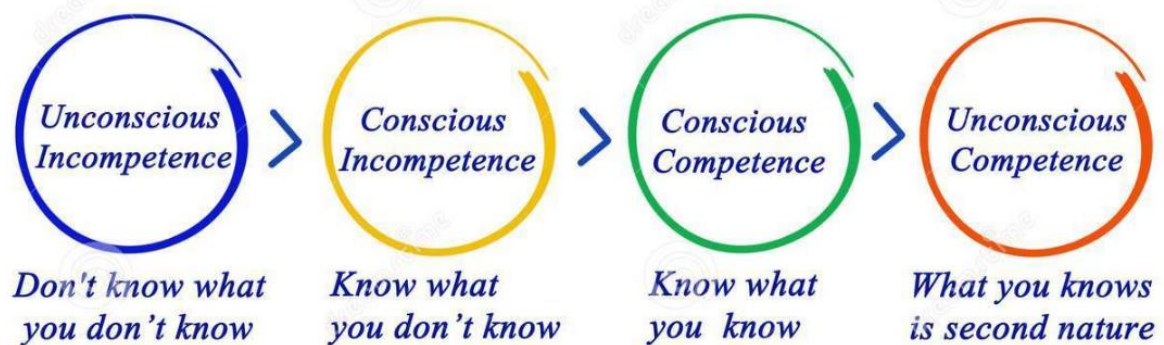 Unconscious
Incompetence
>
Conscious
Incompetence
>
Conscious
Competence
>
Unconscious
Competence
Don't know what
you don't know
Know what
you don't know
Know what
you know
What you knows
is second nature